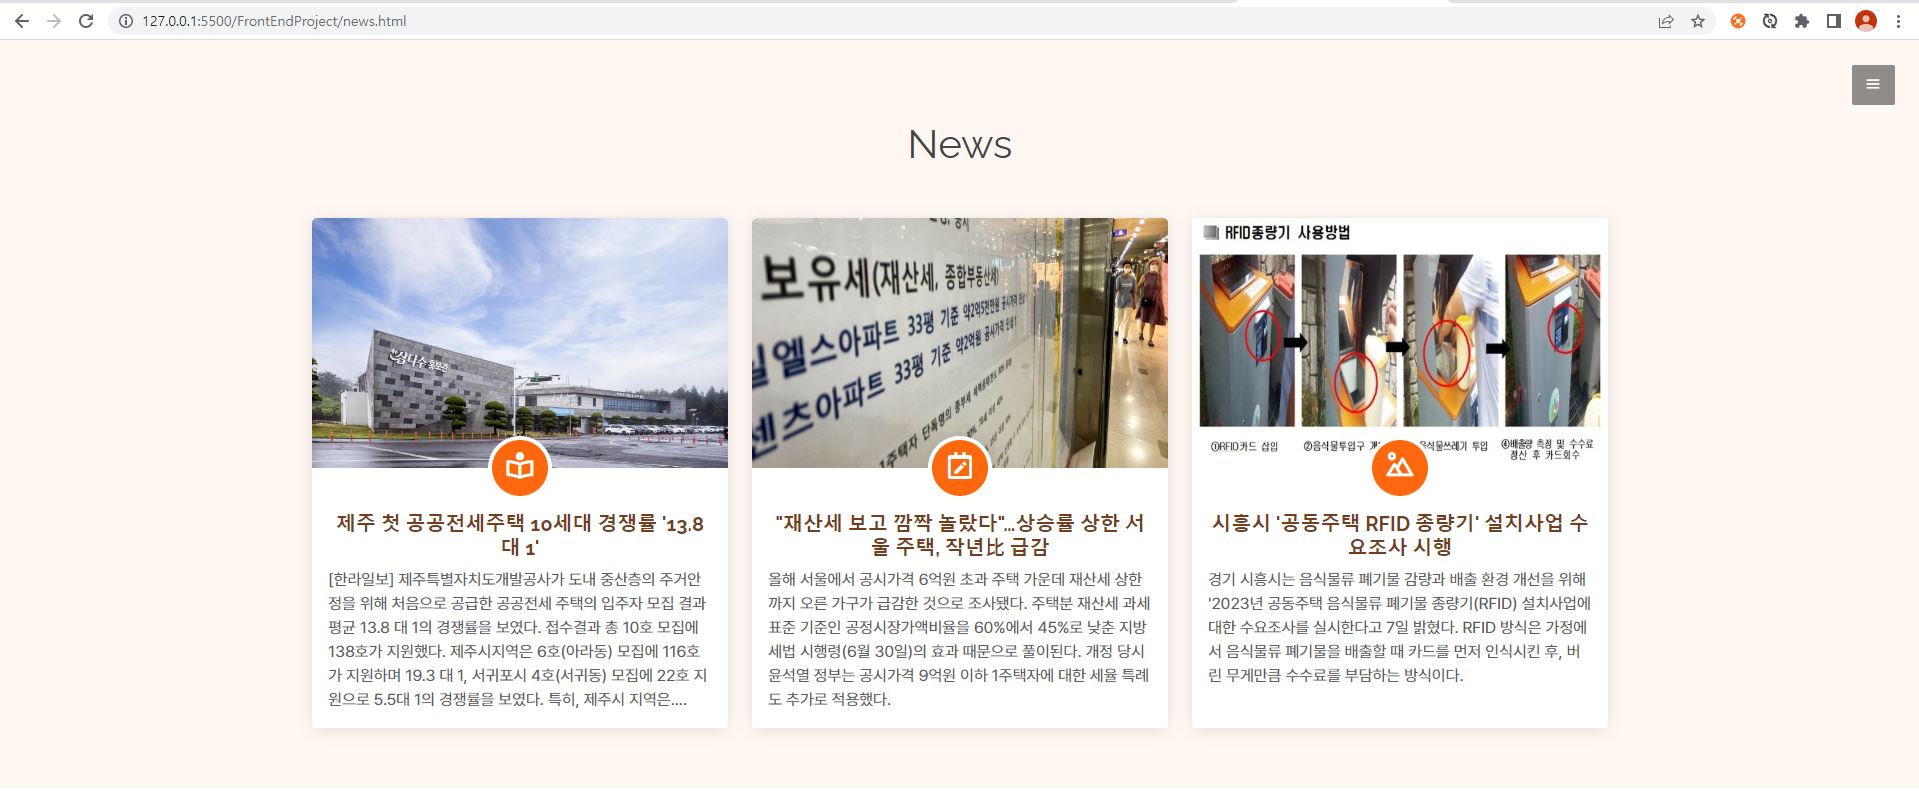 127.0.0.1:5500/FrontEndProject/news.html
News
삼다수 홍보관
제주 첫 공공전세주택 10세대 경쟁률 '13.8
대 1'
[한라일보] 제주특별자치도개발공사가 도내 중산층의 주거안
정을 위해 처음으로 공급한 공공전세 주택의 입주자 모집 결과
평균 13.8 대 1의 경쟁률을 보였다. 접수결과 총 10호 모집에
138호가 지원했다. 제주시지역은 6호(아라동) 모집에 116호
가 지원하며 19.3 대 1, 서귀포시 4호(서귀동) 모집에 22호 지
원으로 5.5대 1의 경쟁률을 보였다. 특히, 제주시 지역은....
보유세(재산세, 종합부동산세)
엘스아파트 33평 기준 약2억5천만원 공시가격 인상!
센츠아파트 33평 기준 약2억원 공시가격 인상!
"재산세 보고 깜짝 놀랐다"...상승률 상한 서
울 주택, 작년比 급감
올해 서울에서 공시가격 6억원 초과 주택 가운데 재산세 상한
까지 오른 가구가 급감한 것으로 조사됐다. 주택분 재산세 과세
표준 기준인 공정시장가액비율을 60%에서 45%로 낮춘 지방
세법 시행령(6월 30일)의 효과 때문으로 풀이된다. 개정 당시
윤석열 정부는 공시가격 9억원 이하 1주택자에 대한 세율 특례
도 추가로 적용했다.
RFID종량기 사용방법
①RFID카드 삽입
②음식물투입구
음식물쓰레기 투입
④배출량 측정 및 수수료
정산 후 카드회수
시흥시 '공동주택 RFID 종량기' 설치사업 수
요조사 시행
경기 시흥시는 음식물류 폐기물 감량과 배출 환경 개선을 위해
'2023년 공동주택 음식물류 폐기물 종량기(RFID) 설치사업에
대한 수요조사를 실시한다고 7일 밝혔다. RFID 방식은 가정에
서 음식물류 폐기물을 배출할 때 카드를 먼저 인식시킨 후, 버
린 무게만큼 수수료를 부담하는 방식이다.